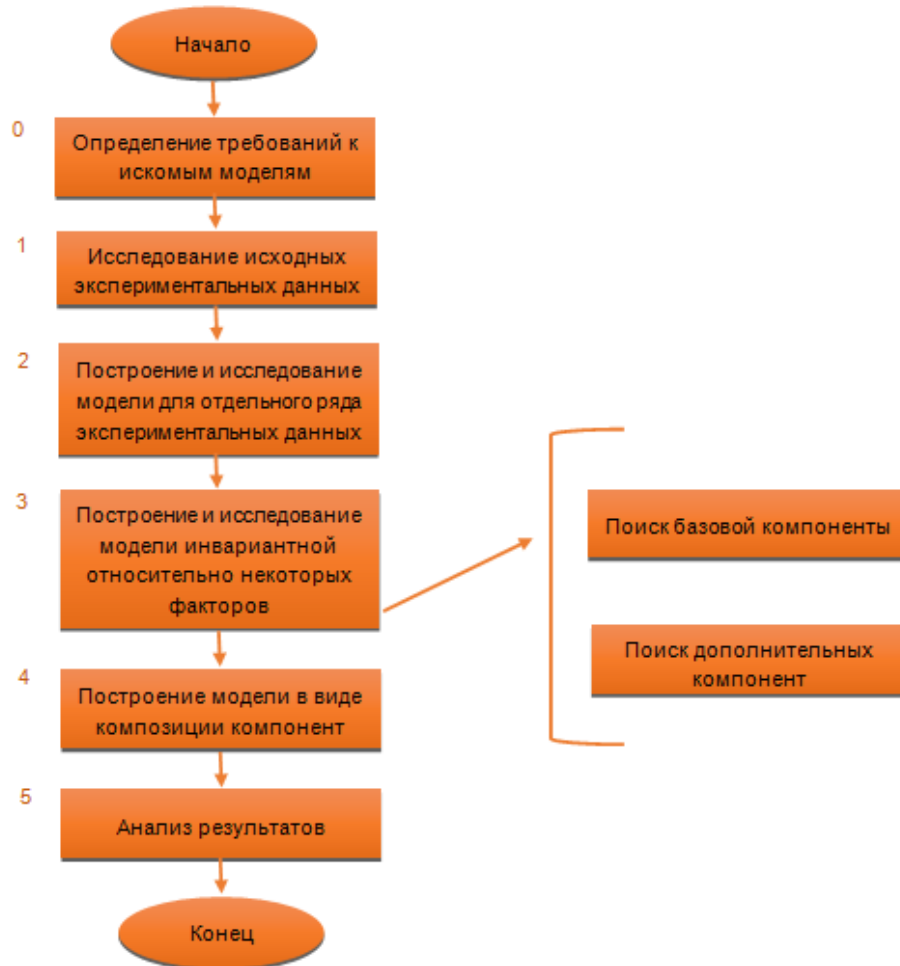 Начало
0
Определение требований к
искомым моделям
1
Исследование исходных
экспериментальных данных
2
Построение и исследование
модели для отдельного ряда
экспериментальных данных
3
Построение и исследование
модели инвариантной
относительно некоторых
факторов
Поиск базовой компоненты
Поиск дополнительных
компонент
4
Построение модели в виде
композиции компонент
5
Анализ результатов
Конец